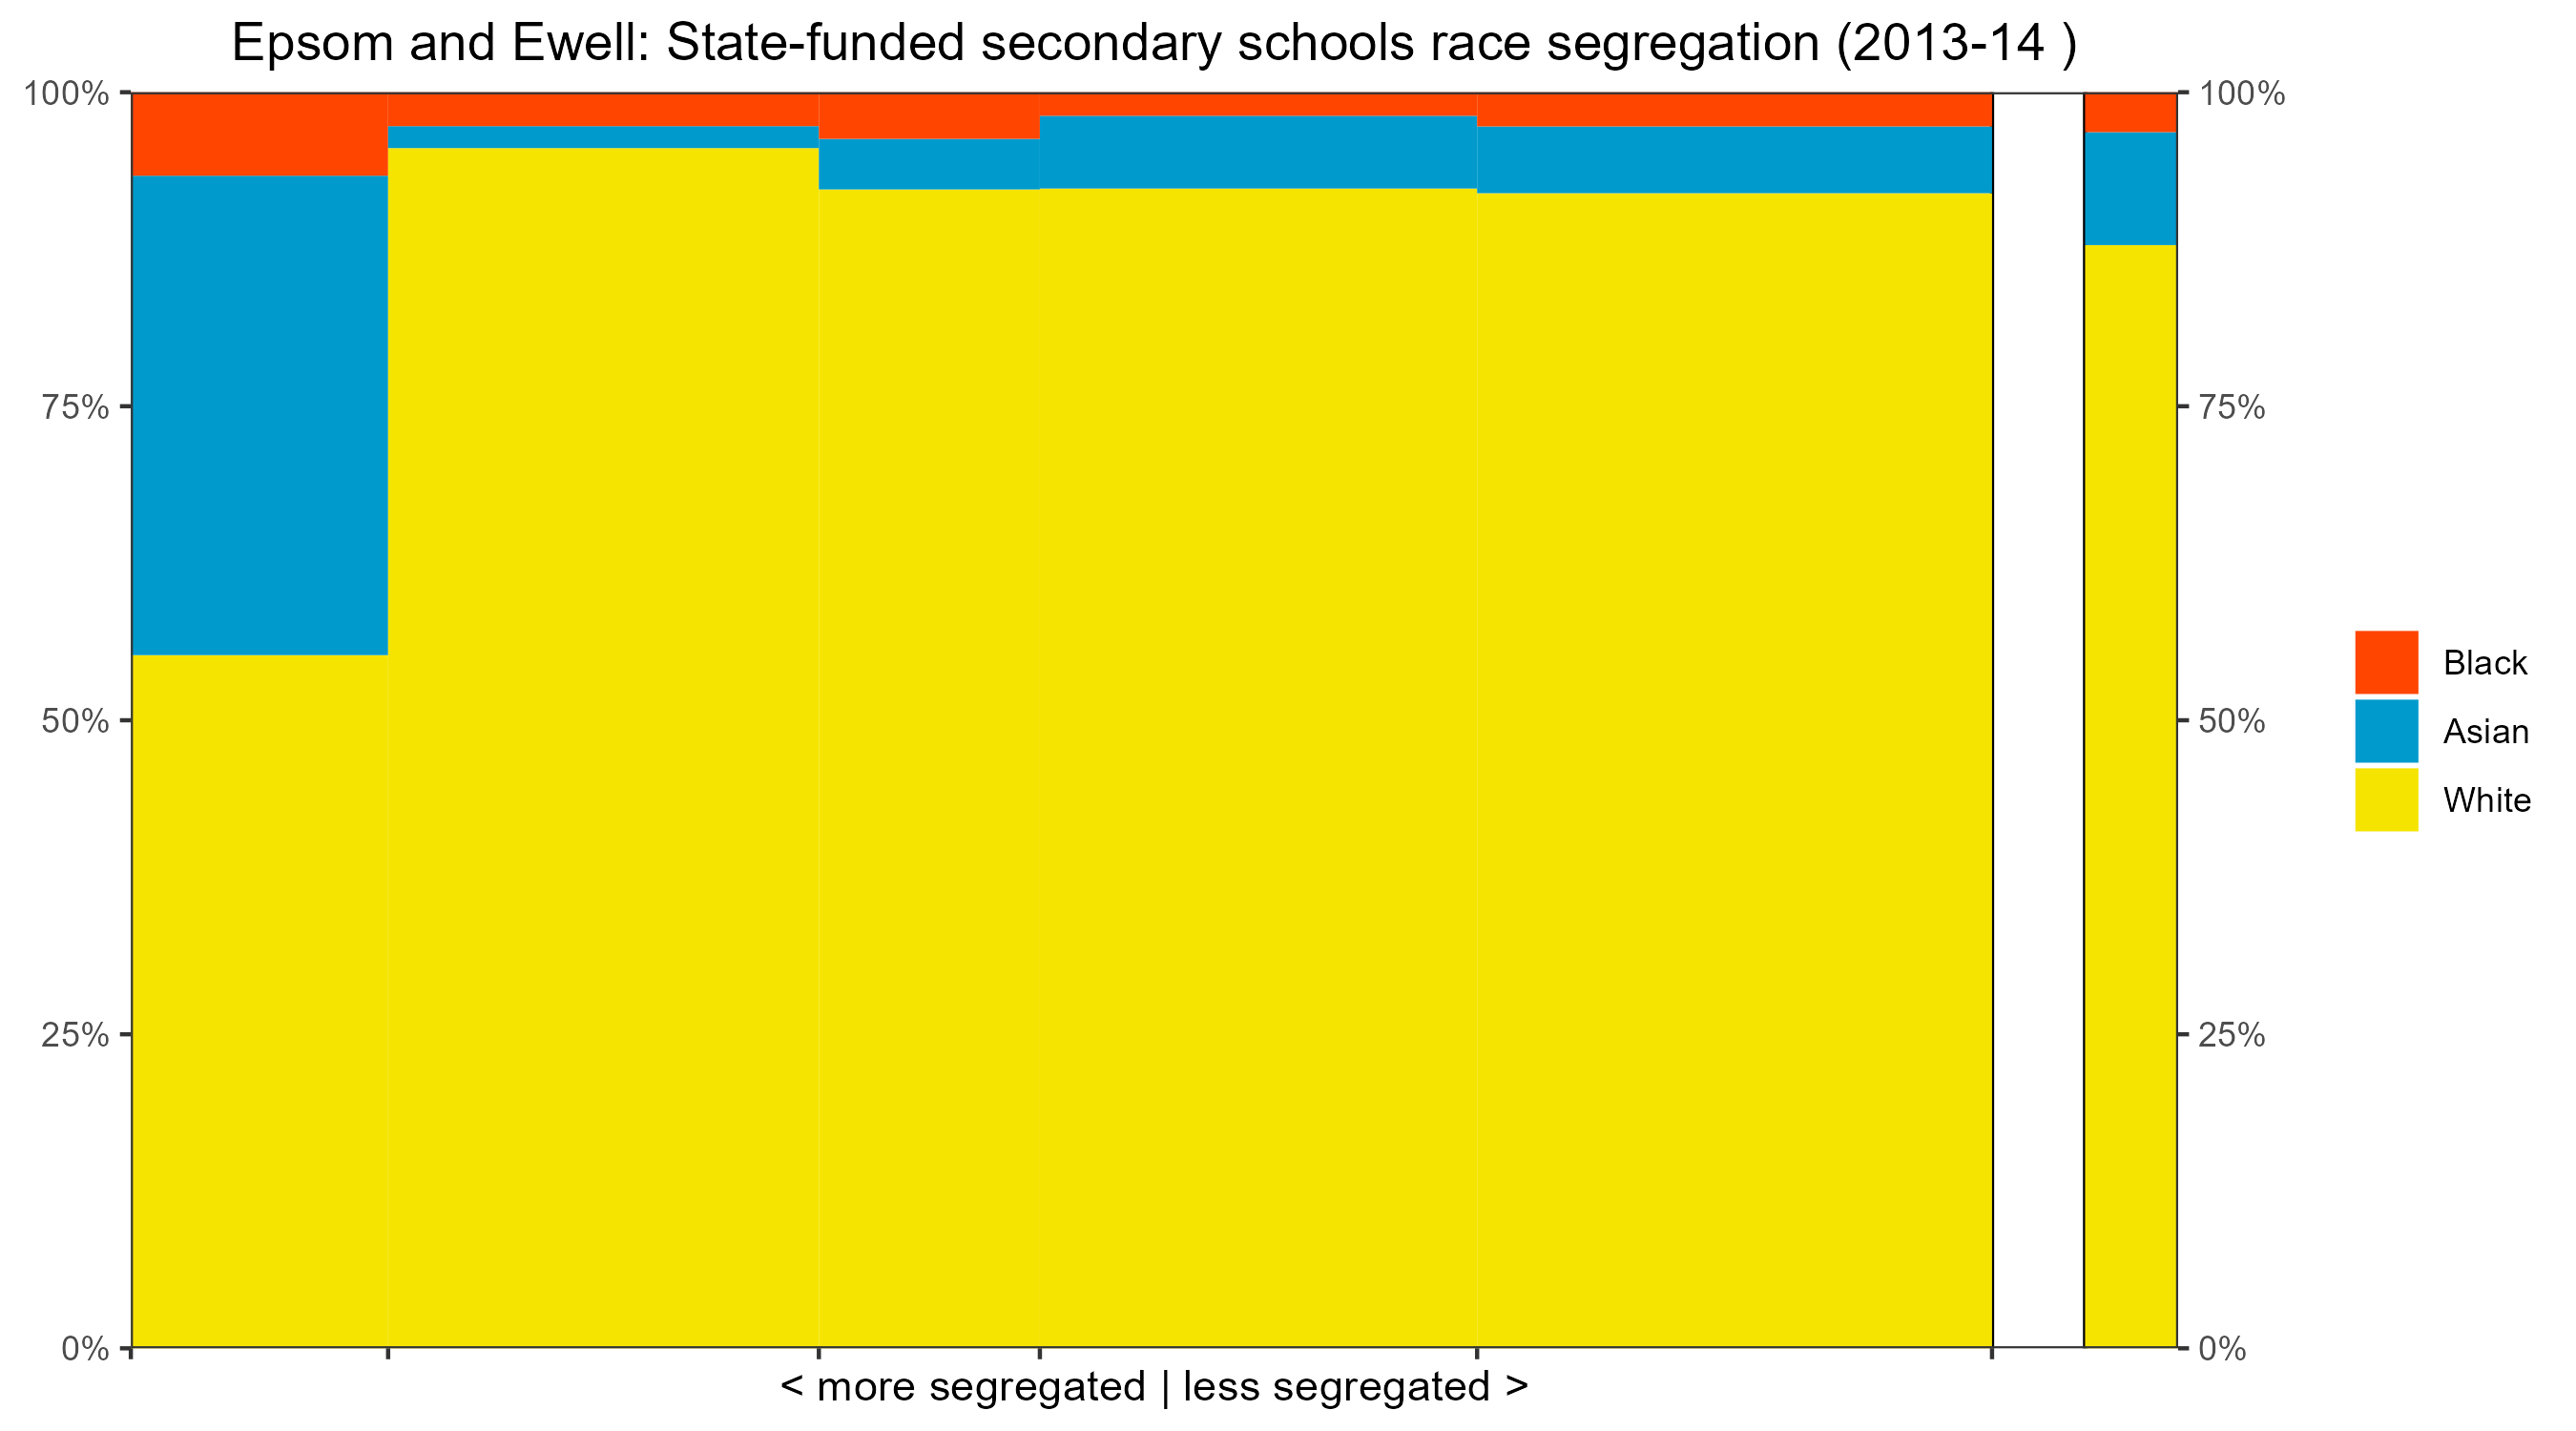 Epsom and Ewell: State-funded secondary schools race segregation (2013-14 )
100%
100%
75%
75%
50%
50%
25%
25%
0%
0%
Black
Asian
White
< more segregated | less segregated >